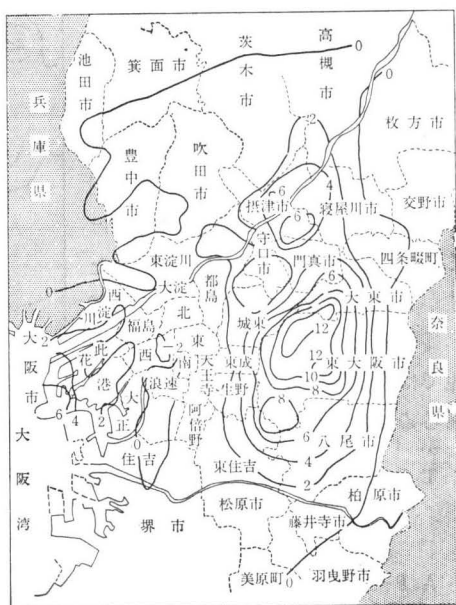 高槻市
茨木市
箕面市
池田市
兵庫県
0
0
2
枚方市
豊中市
吹田市
6
4
摂津市
寝屋川市
交野市
6
守口市
東淀川
門真市
四条畷町
0
西淀川
大淀
都島
6
大東市
奈良県
2
福島
北
城東
12
大阪市
此花
西
2
東
南
天王寺
東成
12
東大阪市
港
浪速
生野
10
8
大正
阿倍野
8
6
4
2
0
6
八尾市
住吉
東住吉
4
2
柏原市
大阪湾
堺市
松原市
藤井寺市
美原町
0
羽曳野市